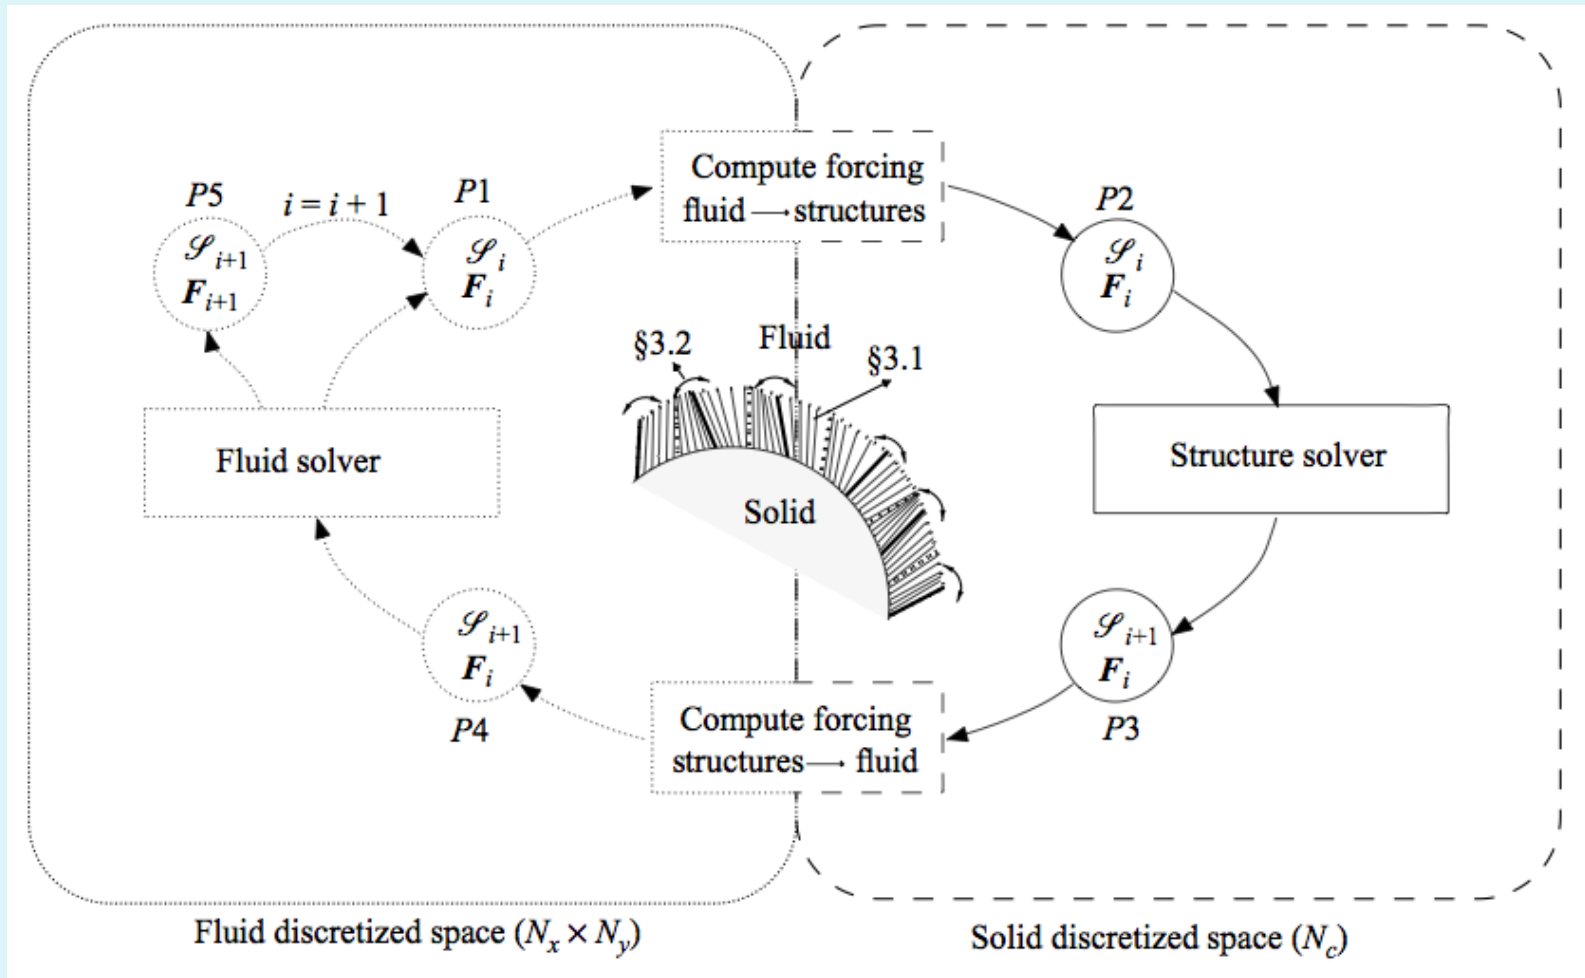 Compute forcing
fluid → structures
P5
i = i + 1
P1
P2
𝒮i+1
Fi+1
𝒮i
Fi
𝒮i
Fi
§3.2
Fluid
§3.1
Fluid solver
Structure solver
Solid
𝒮i+1
Fi
𝒮i+1
Fi
P4
P3
Compute forcing
structures → fluid
Fluid discretized space (Nx × Ny)
Solid discretized space (Nc)